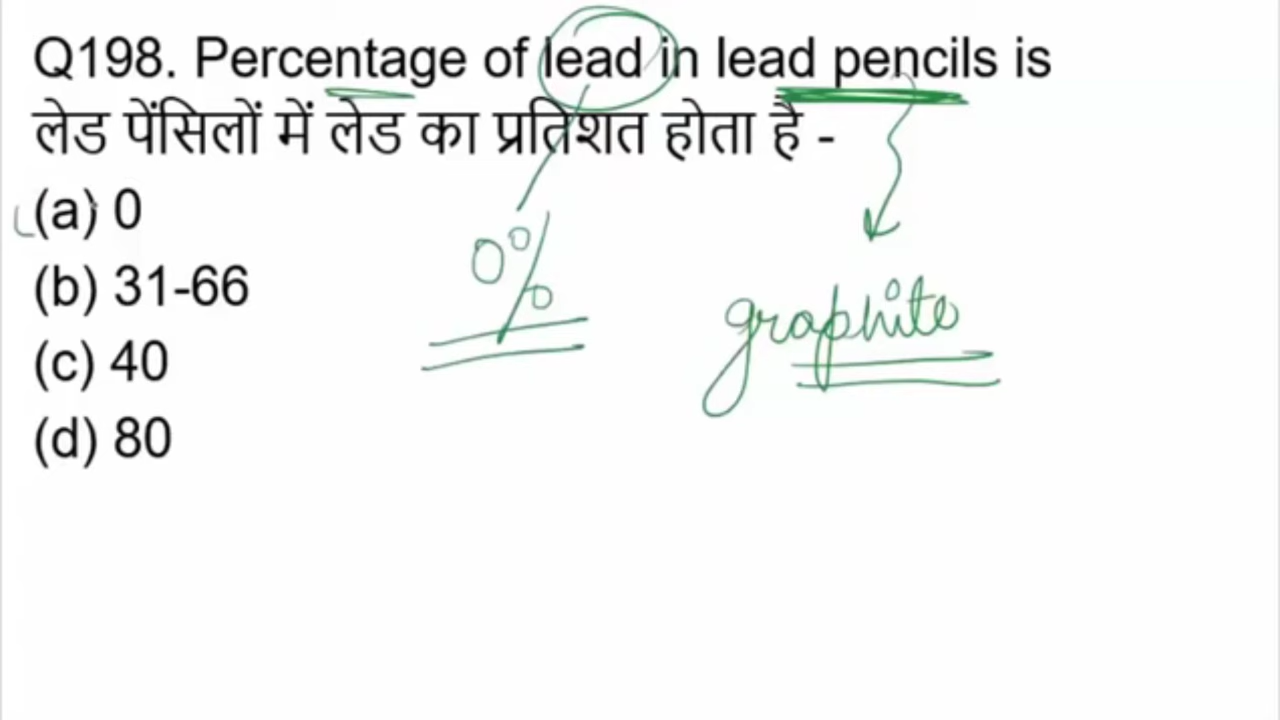 Q198. Percentage of lead in lead pencils is
लेड पेंसिलों में लेड का प्रतिशत होता है -
(a) 0
(b) 31-66
(c) 40
(d) 80
0%
graphite